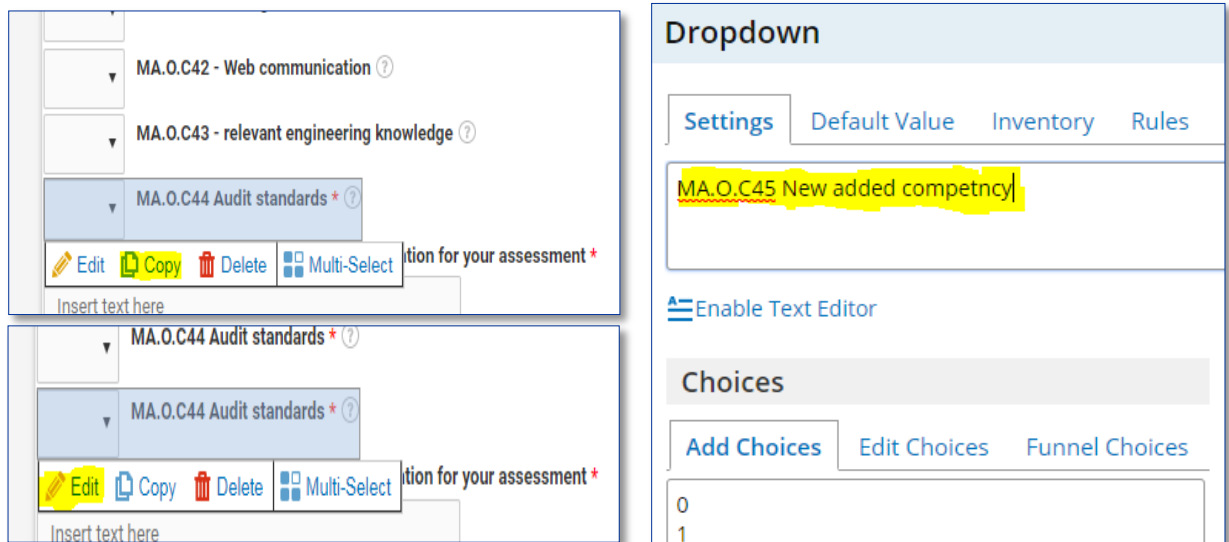 MA.O.C42 - Web communication ?
MA.O.C43 - relevant engineering knowledge ?
MA.O.C44 Audit standards * ?
Edit Copy Delete Multi-Select tion for your assessment *
Insert text here
MA.O.C44 Audit standards * ?
MA.O.C44 Audit standards * ?
Edit Copy Delete Multi-Select tion for your assessment *
Insert text here
Dropdown
Settings Default Value Inventory Rules
MA.O.C45 New added competncy
Enable Text Editor
Choices
Add Choices Edit Choices Funnel Choices
0
1